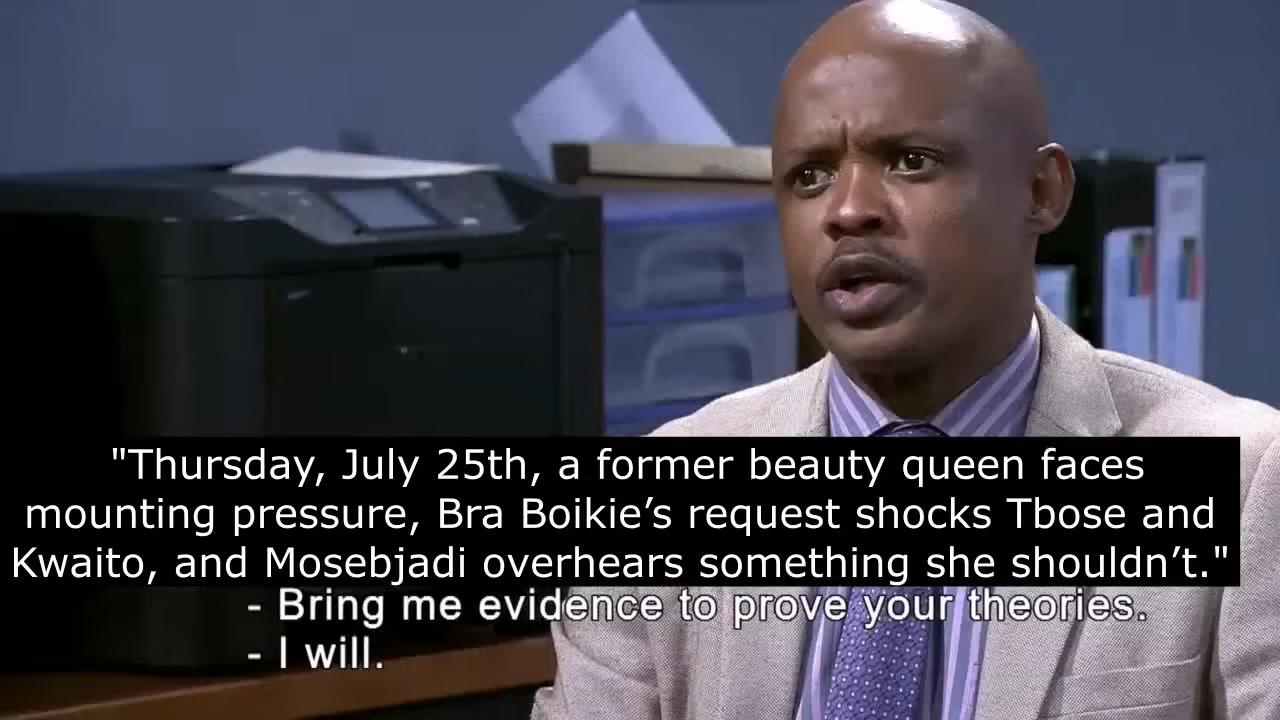 "Thursday, July 25th, a former beauty queen faces
mounting pressure, Bra Boikie’s request shocks Tbose and
Kwaito, and Mosebjadi overhears something she shouldn’t."
- Bring me evidence to prove your theories.
- I will.